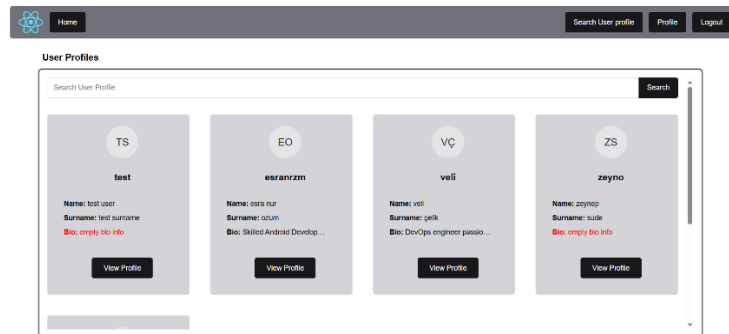 Home Search User profile Profile Logout
User Profiles
Search User Profile Search
TS EO VÇ ZS
test esranrzm veli zeyno
Name: test user Name: esra nur Name: veli Name: zeynep
Surname: test surname Surname: ozum Surname: çelik Surname: sude
Bio: empty bio info Bio: Skilled Android Develop... Bio: DevOps engineer passio... Bio: empty bio info
View Profile View Profile View Profile View Profile